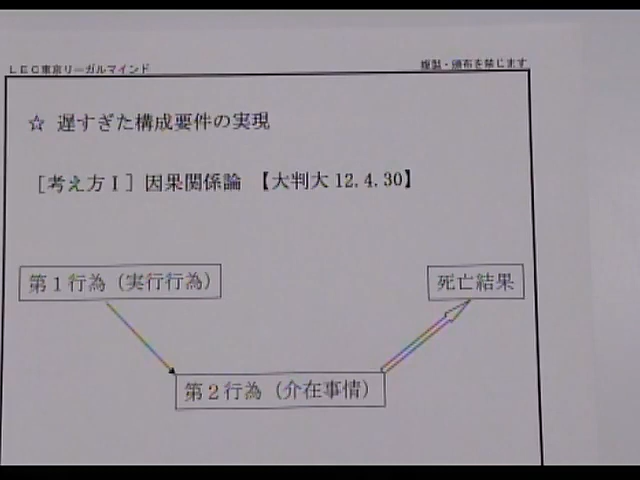 LEC東京リーガルマインド
複製・頒布を禁じます
☆ 遅すぎた構成要件の実現
［考え方Ⅰ］因果関係論 【大判大12.4.30】
第１行為（実行行為）
死亡結果
第２行為（介在事情）